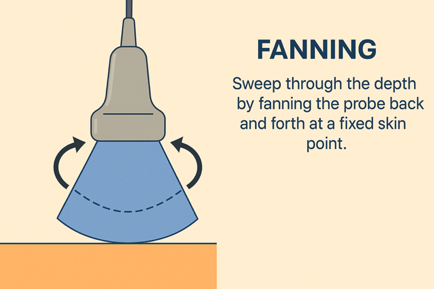 FANNING
Sweep through the depth
by fanning the probe back
and forth at a fixed skin
point.